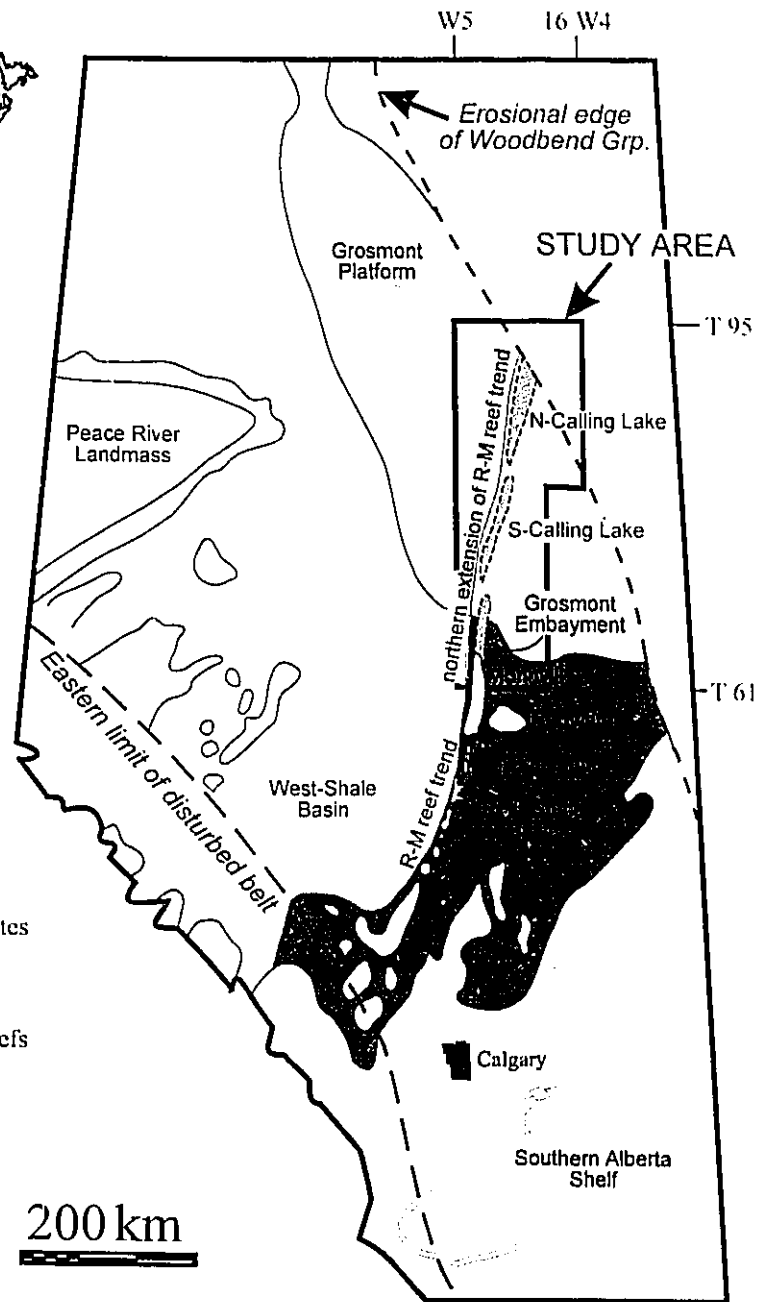 W5 16 W4
Erosional edge
of Woodbend Grp.
Grosmont
Platform
STUDY AREA
T 95
Peace River
Landmass
N-Calling Lake
northern extension of R-M reef trend
S-Calling Lake
Grosmont
Embayment
T 61
Eastern limit of disturbed belt
West-Shale
Basin
R-M reef trend
Calgary
Southern Alberta
Shelf
200 km